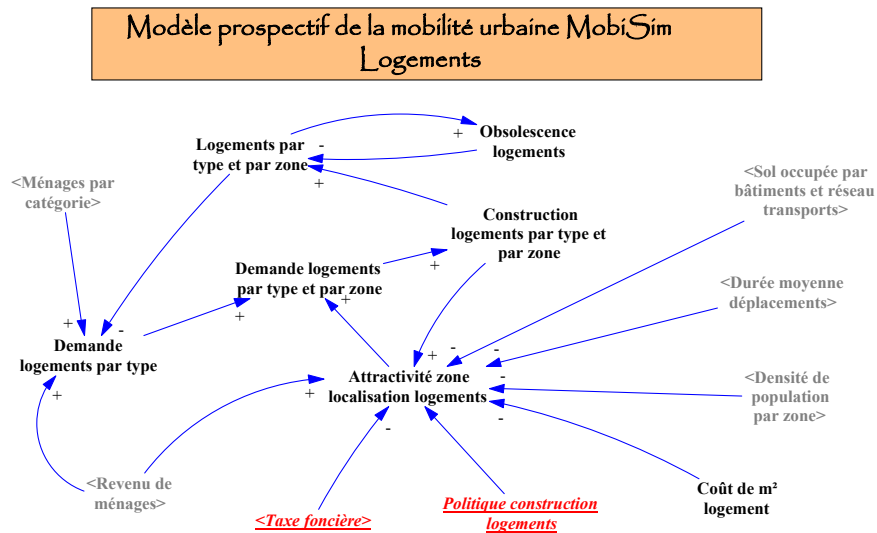 Modèle prospectif de la mobilité urbaine MobiSim
Logements
Obsolescence
logements
-
+
Logements par
type et par zone
+
<Ménages par
catégorie>
<Sol occupée par
bâtiments et réseau
transports>
Construction
logements par type et
par zone
+
Demande logements
par type et par zone
+
+
<Durée moyenne
déplacements>
+
-
Demande
logements par type
+
-
-
+
-
-
-
Attractivité zone
localisation logements
+
-
<Densité de
population
par zone>
<Revenu de
ménages>
Coût de m²
logement
Politique construction
logements
<Taxe foncière>